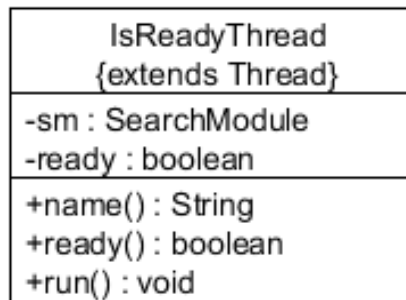 IsReadyThread
{extends Thread}
-sm : SearchModule
-ready : boolean
+name() : String
+ready() : boolean
+run() : void